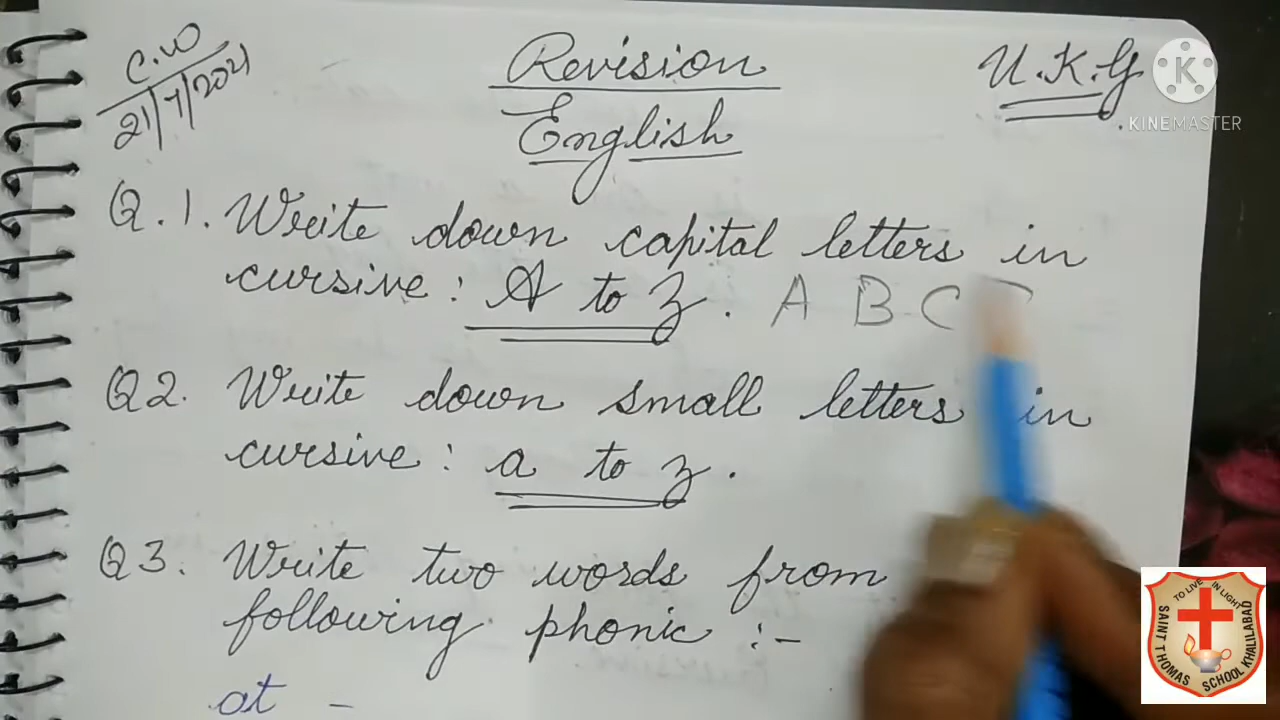 C.W
21/7/2021
Revision
English
U.K.G
KINEMASTER
Q.1. Write down capital letters in
cursive : A to Z. A B C D
Q2. Write down small letters in
cursive : a to z.
Q3. Write two words from
following phonic :-
at -
TO LIVE IN LIGHT
SAINT THOMAS SCHOOL KHALILABAD